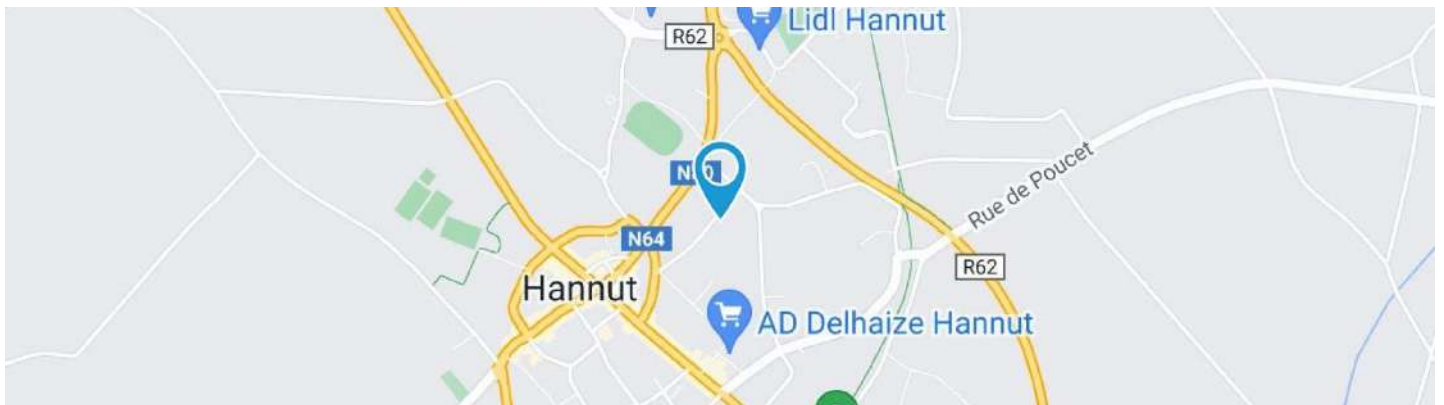 Lidl Hannut
R62
N64
Hannut
Rue de Poucet
R62
AD Delhaize Hannut